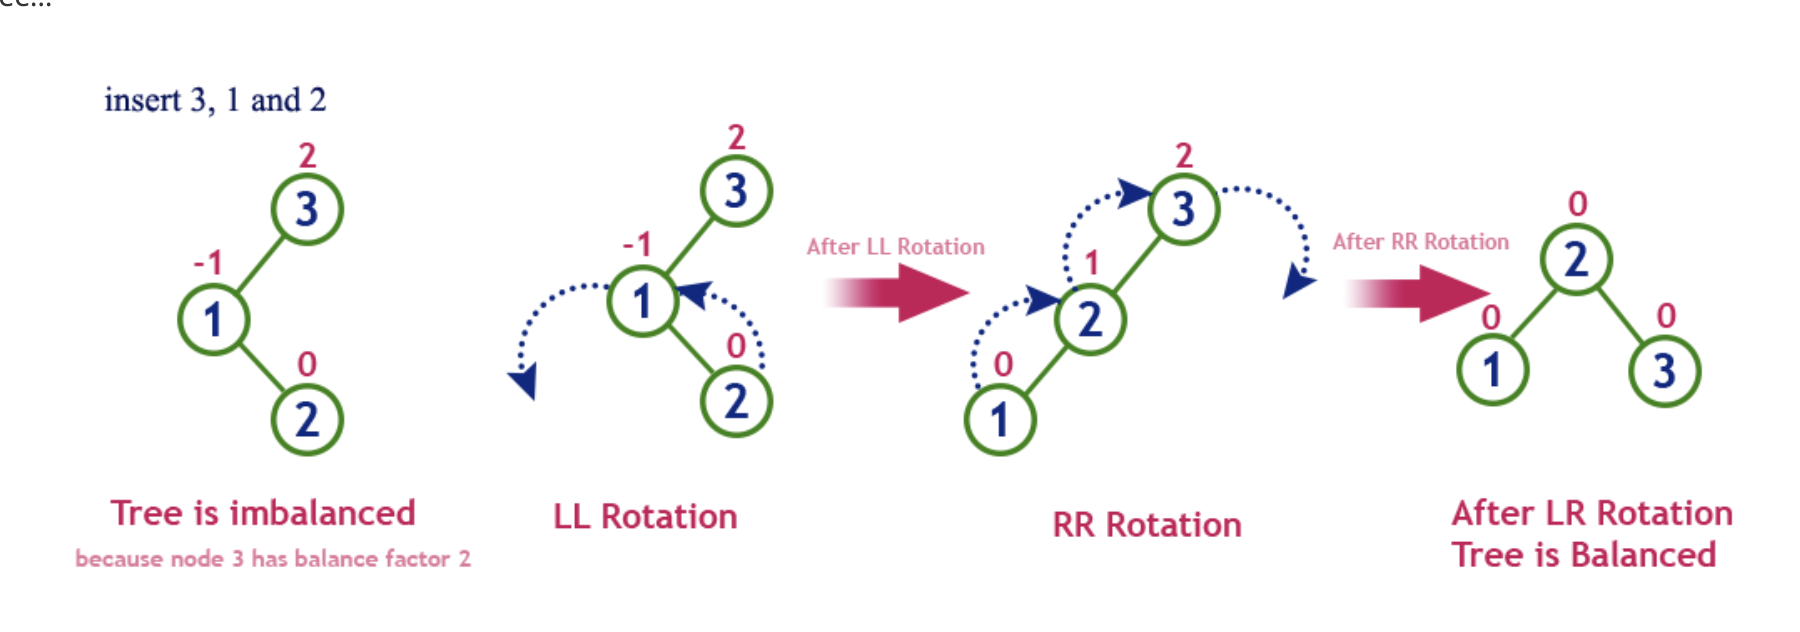 ee...
insert 3, 1 and 2
2
3
-1
1
0
2
Tree is imbalanced
because node 3 has balance factor 2
2
3
-1
1
0
2
LL Rotation
After LL Rotation
2
3
1
2
0
1
RR Rotation
After RR Rotation
0
2
0
1
0
3
After LR Rotation
Tree is Balanced